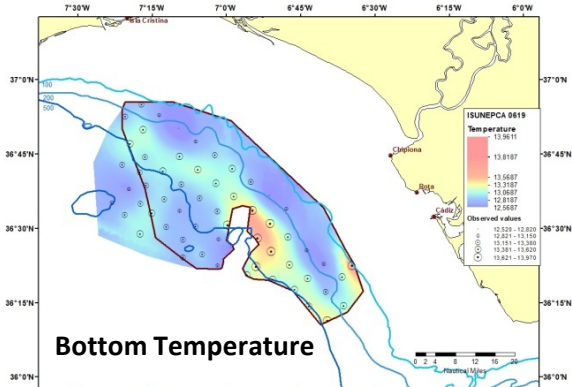 7°30'W 7°15'W 7°0'W 6°45'W 6°30'W 6°15'W 6°0'W
Isla Cristina
37°0'N 37°0'N
100
200
500
ISUNEPCA 0619
Temperature
13.9611
13.8187
13.5687
13.3187
13.0687
12.8187
12.5687
Observed values
12,528 - 12,820
12,821 - 13,150
13,151 - 13,380
13,381 - 13,620
13,621 - 13,970
36°45'N 36°45'N
Chipiona
Rota
Cádiz
36°30'N 36°30'N
36°15'N 36°15'N
Bottom Temperature
0 2 4 8 12 16 20
Nautical Miles
36°0'N 36°0'N